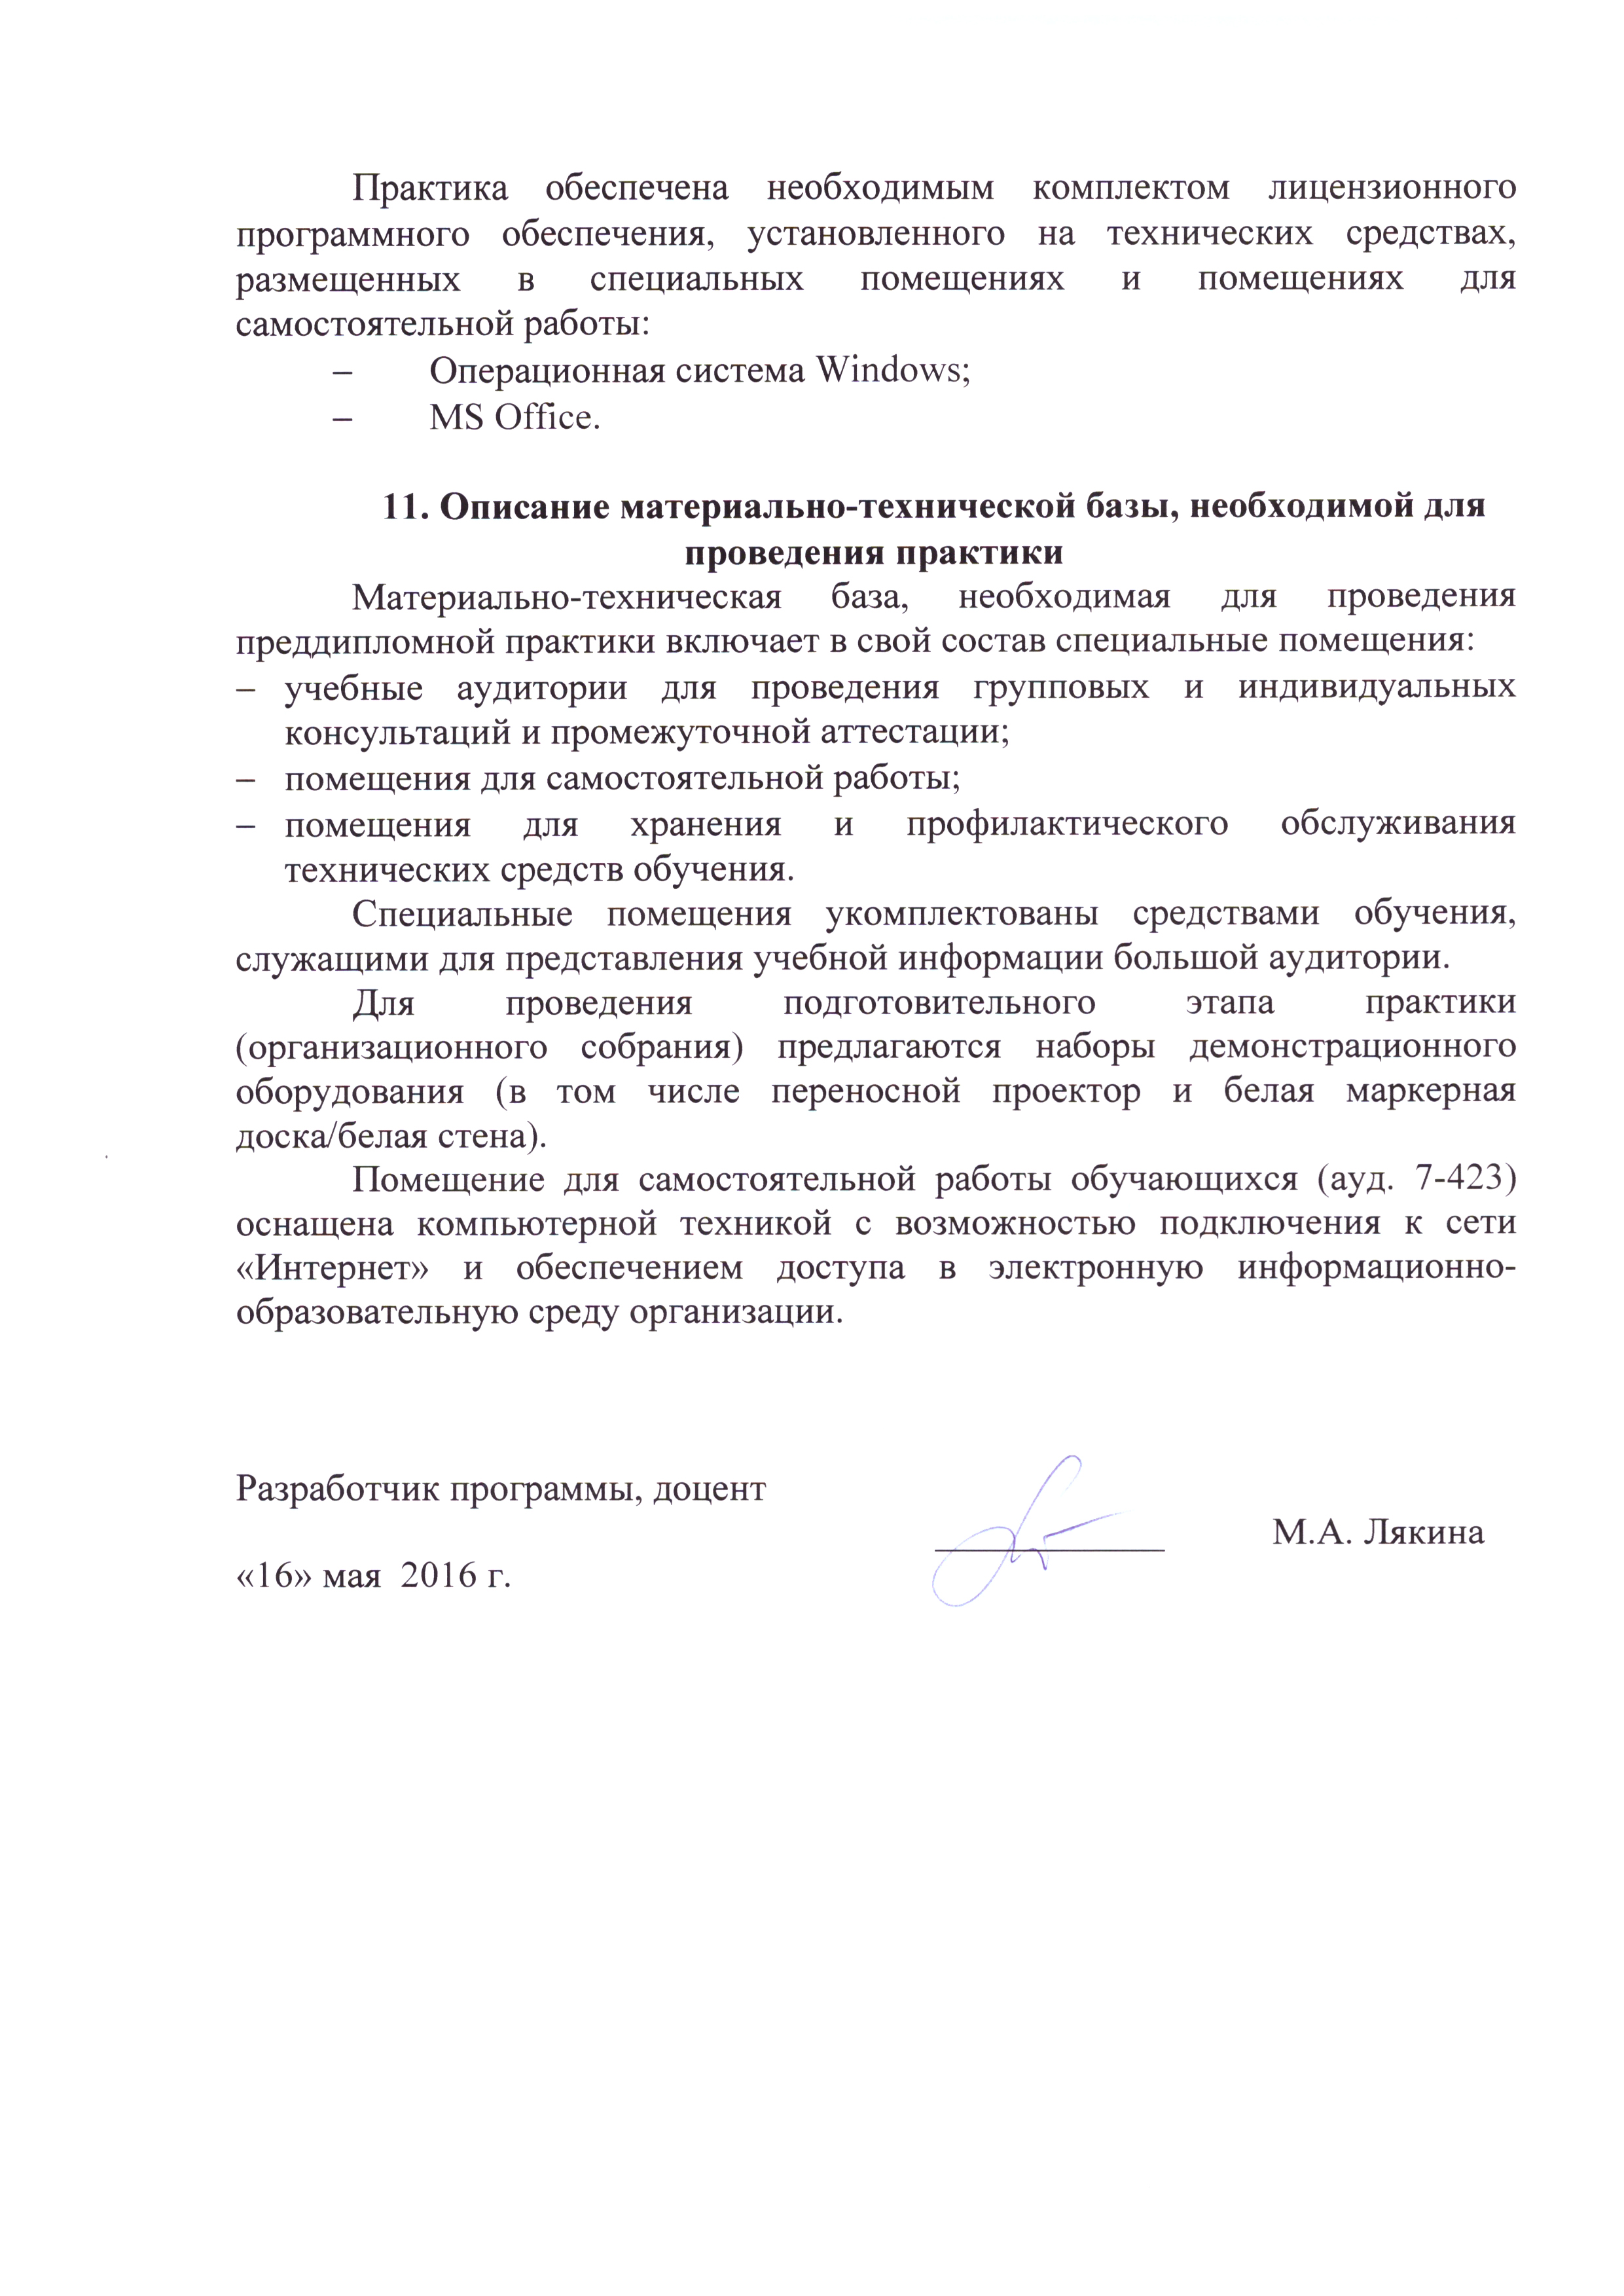 Практика обеспечена необходимым комплектом лицензионного
программного обеспечения, установленного на технических средствах,
размещенных в специальных помещениях и помещениях для
самостоятельной работы:
– Операционная система Windows;
– MS Office.
11. Описание материально-технической базы, необходимой для
проведения практики
Материально-техническая база, необходимая для проведения
преддипломной практики включает в свой состав специальные помещения:
– учебные аудитории для проведения групповых и индивидуальных
консультаций и промежуточной аттестации;
– помещения для самостоятельной работы;
– помещения для хранения и профилактического обслуживания
технических средств обучения.
Специальные помещения укомплектованы средствами обучения,
служащими для представления учебной информации большой аудитории.
Для проведения подготовительного этапа практики
(организационного собрания) предлагаются наборы демонстрационного
оборудования (в том числе переносной проектор и белая маркерная
доска/белая стена).
Помещение для самостоятельной работы обучающихся (ауд. 7-423)
оснащена компьютерной техникой с возможностью подключения к сети
«Интернет» и обеспечением доступа в электронную информационно-
образовательную среду организации.
Разработчик программы, доцент
М.А. Лякина
«16» мая 2016 г.